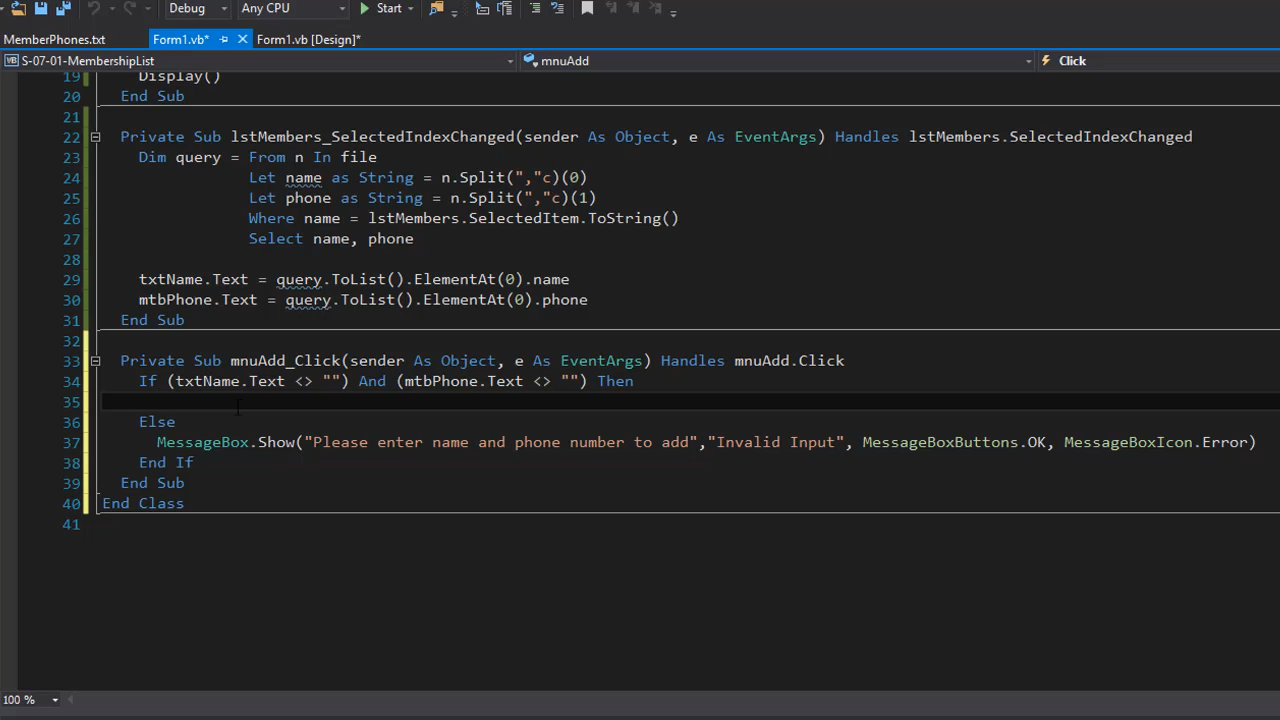 Debug Any CPU Start
MemberPhones.txt Form1.vb* Form1.vb [Design]*
VB S-07-01-MembershipList mnuAdd Click
19 Display()
20 End Sub
21
22 Private Sub lstMembers_SelectedIndexChanged(sender As Object, e As EventArgs) Handles lstMembers.SelectedIndexChanged
23 Dim query = From n In file
24 Let name as String = n.Split(","c)(0)
25 Let phone as String = n.Split(","c)(1)
26 Where name = lstMembers.SelectedItem.ToString()
27 Select name, phone
28
29 txtName.Text = query.ToList().ElementAt(0).name
30 mtbPhone.Text = query.ToList().ElementAt(0).phone
31 End Sub
32
33 Private Sub mnuAdd_Click(sender As Object, e As EventArgs) Handles mnuAdd.Click
34 If (txtName.Text <> "") And (mtbPhone.Text <> "") Then
35
36 Else
37 MessageBox.Show("Please enter name and phone number to add","Invalid Input", MessageBoxButtons.OK, MessageBoxIcon.Error)
38 End If
39 End Sub
40 End Class
41
100 %